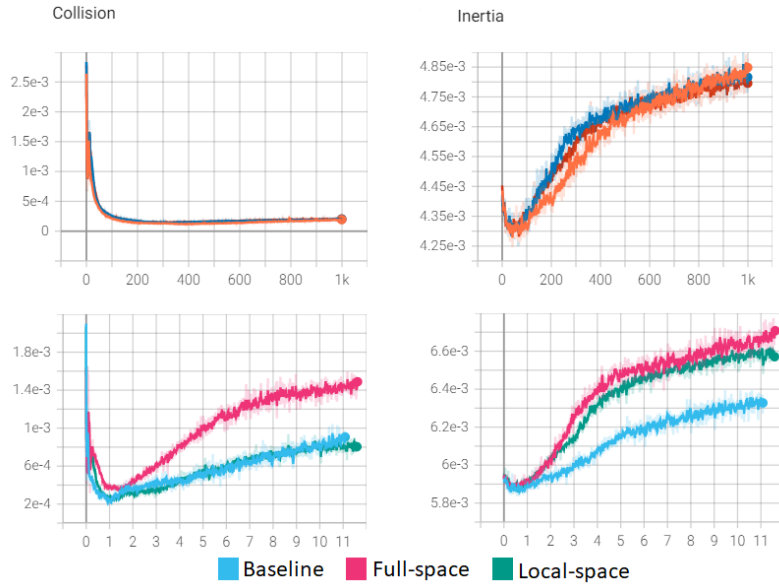 Collision
Inertia
2.5e-3
2e-3
1.5e-3
1e-3
5e-4
0
0 200 400 600 800 1k
4.85e-3
4.75e-3
4.65e-3
4.55e-3
4.45e-3
4.35e-3
4.25e-3
0 200 400 600 800 1k
1.8e-3
1.4e-3
1e-3
6e-4
2e-4
0 1 2 3 4 5 6 7 8 9 10 11
6.6e-3
6.4e-3
6.2e-3
6e-3
5.8e-3
0 1 2 3 4 5 6 7 8 9 10 11
Baseline Full-space Local-space